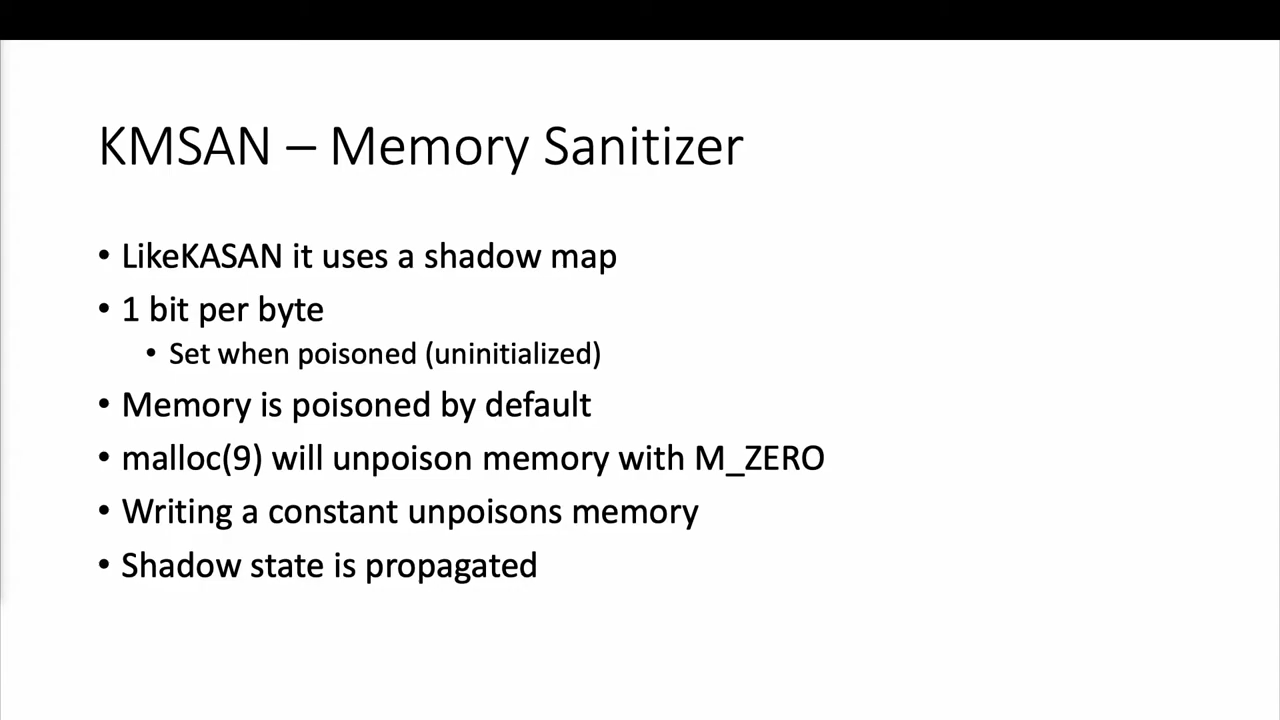 KMSAN – Memory Sanitizer
• LikeKASAN it uses a shadow map
• 1 bit per byte
• Set when poisoned (uninitialized)
• Memory is poisoned by default
• malloc(9) will unpoison memory with M_ZERO
• Writing a constant unpoisons memory
• Shadow state is propagated